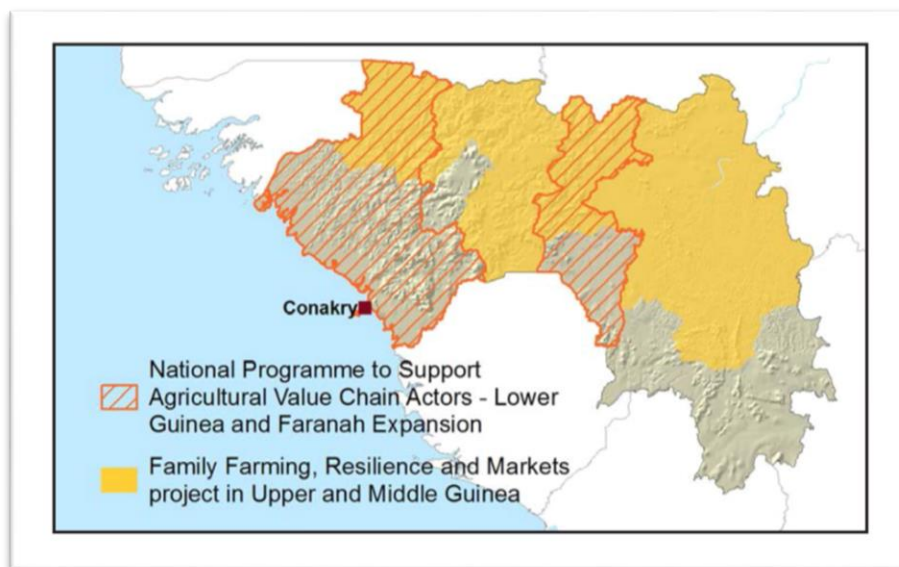 Conakry
National Programme to Support
Agricultural Value Chain Actors - Lower
Guinea and Faranah Expansion
Family Farming, Resilience and Markets
project in Upper and Middle Guinea